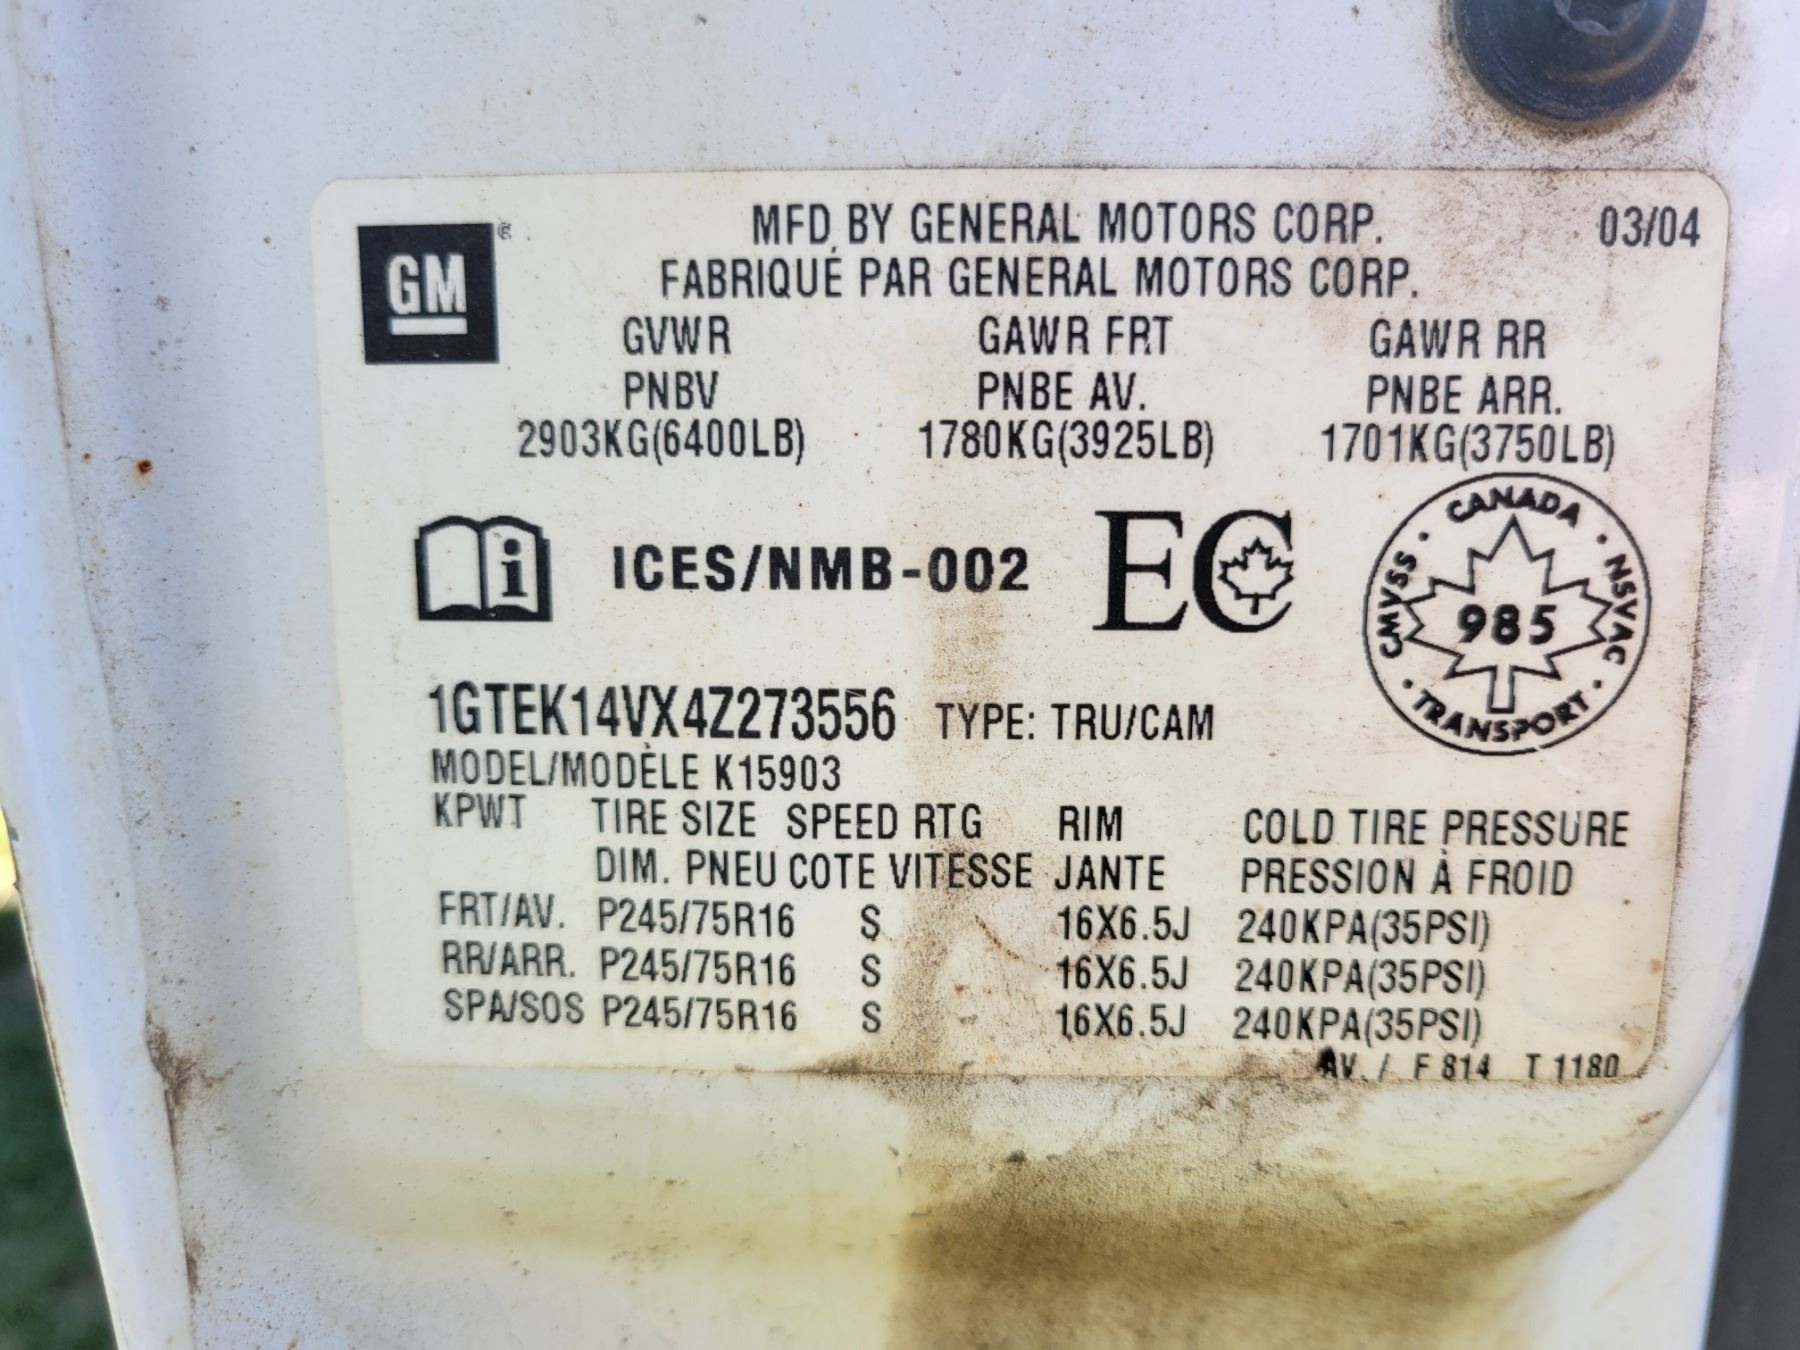 GM
MFD BY GENERAL MOTORS CORP. 03/04
FABRIQUÉ PAR GENERAL MOTORS CORP.
GVWR GAWR FRT GAWR RR
PNBV PNBE AV. PNBE ARR.
2903KG(6400LB) 1780KG(3925LB) 1701KG(3750LB)
i ICES/NMB-002 EC
CANADA
CMVSS 985 NSVAC
TRANSPORT
1GTEK14VX4Z273556 TYPE: TRU/CAM
MODEL/MODÈLE K15903
KPWT TIRE SIZE SPEED RTG RIM COLD TIRE PRESSURE
DIM. PNEU COTE VITESSE JANTE PRESSION À FROID
FRT/AV. P245/75R16 S 16X6.5J 240KPA(35PSI)
RR/ARR. P245/75R16 S 16X6.5J 240KPA(35PSI)
SPA/SOS P245/75R16 S 16X6.5J 240KPA(35PSI)
AV. / F 814 T 1180